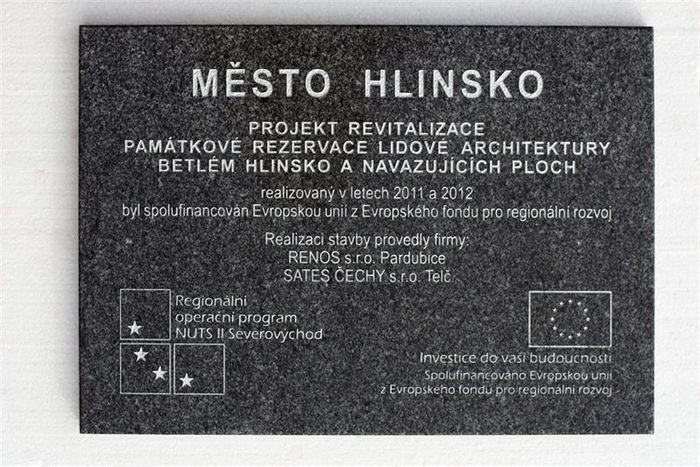 MĚSTO HLINSKO
PROJEKT REVITALIZACE
PAMÁTKOVÉ REZERVACE LIDOVÉ ARCHITEKTURY
BETLÉM HLINSKO A NAVAZUJÍCÍCH PLOCH
realizovaný v letech 2011 a 2012
byl spolufinancován Evropskou unií z Evropského fondu pro regionální rozvoj
Realizaci stavby provedly firmy:
RENOS s.r.o. Pardubice
SATES ČECHY s.r.o. Telč
Regionální
operační program
NUTS II Severovýchod
Investice do vaší budoucnosti
Spolufinancováno Evropskou unií
z Evropského fondu pro regionální rozvoj